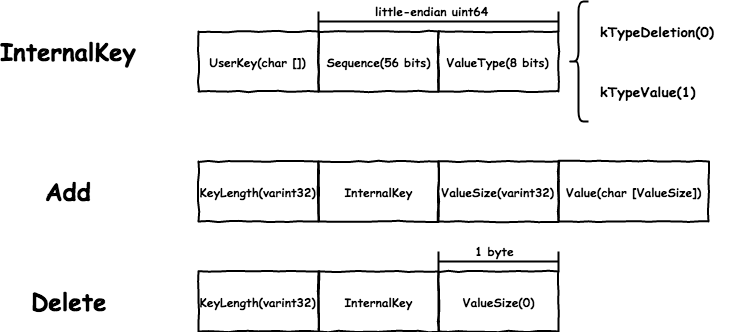 little-endian uint64
kTypeDeletion(0)
InternalKey
UserKey(char [])
Sequence(56 bits)
ValueType(8 bits)
kTypeValue(1)
Add
KeyLength(varint32)
InternalKey
ValueSize(varint32)
Value(char [ValueSize])
1 byte
Delete
KeyLength(varint32)
InternalKey
ValueSize(0)